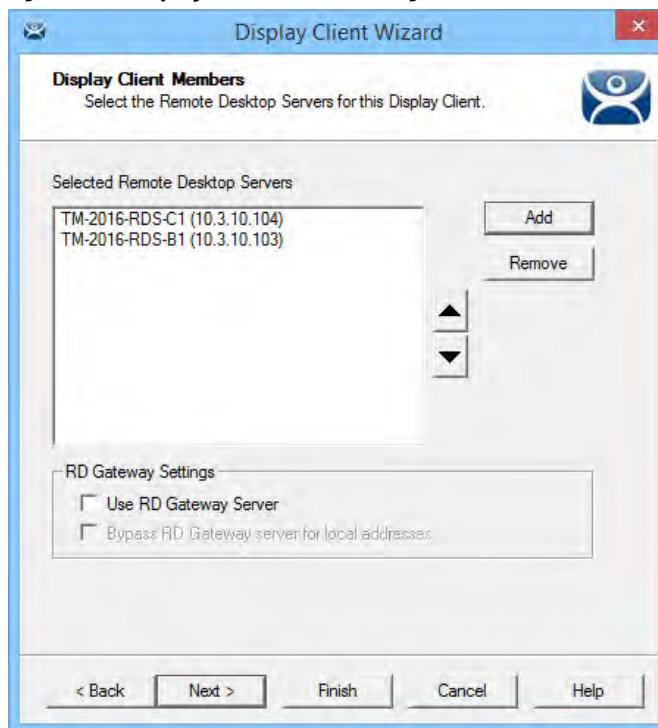 Display Client Wizard
Display Client Members
Select the Remote Desktop Servers for this Display Client.
Selected Remote Desktop Servers
TM-2016-RDS-C1 (10.3.10.104)
TM-2016-RDS-B1 (10.3.10.103)
Add
Remove
RD Gateway Settings
Use RD Gateway Server
Bypass RD Gateway server for local addresses
< Back Next > Finish Cancel Help